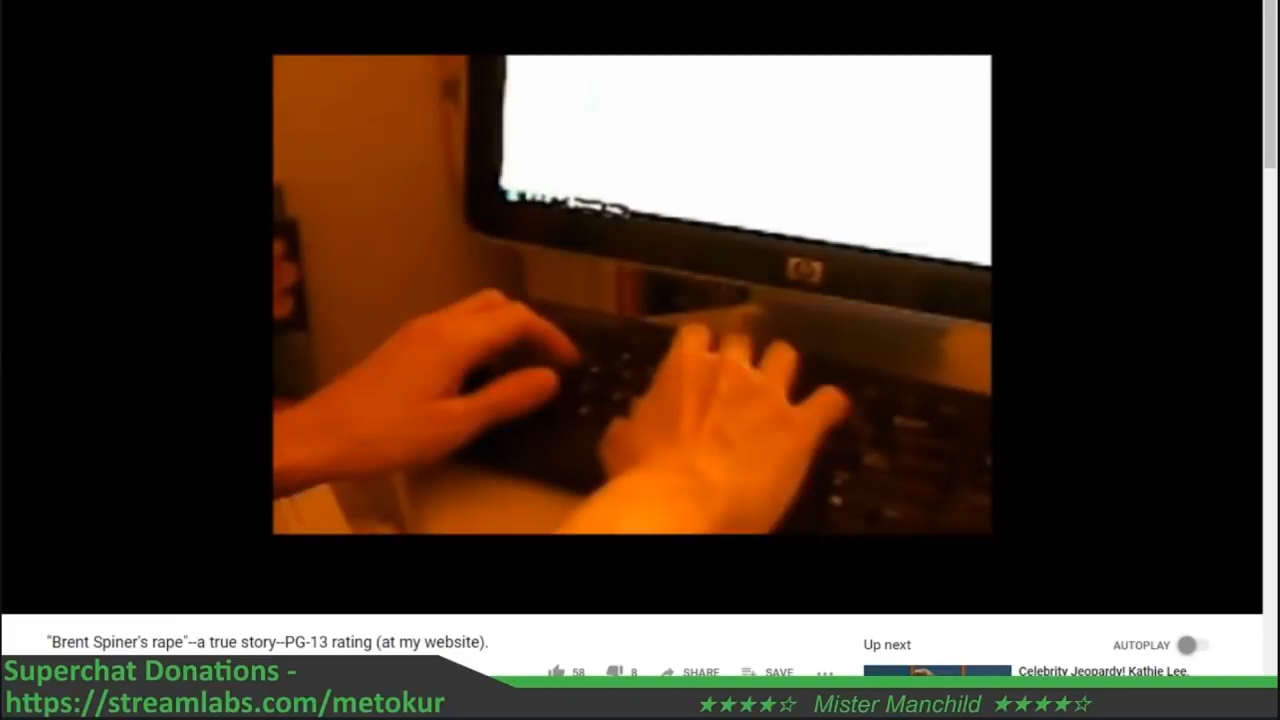 hp
"Brent Spiner's rape"--a true story--PG-13 rating (at my website).
Up next
AUTOPLAY
58
8
SHARE
SAVE
Celebrity Jeopardy! Kathie Lee,
Superchat Donations -
https://streamlabs.com/metokur
★★★★☆ Mister Manchild ★★★★☆